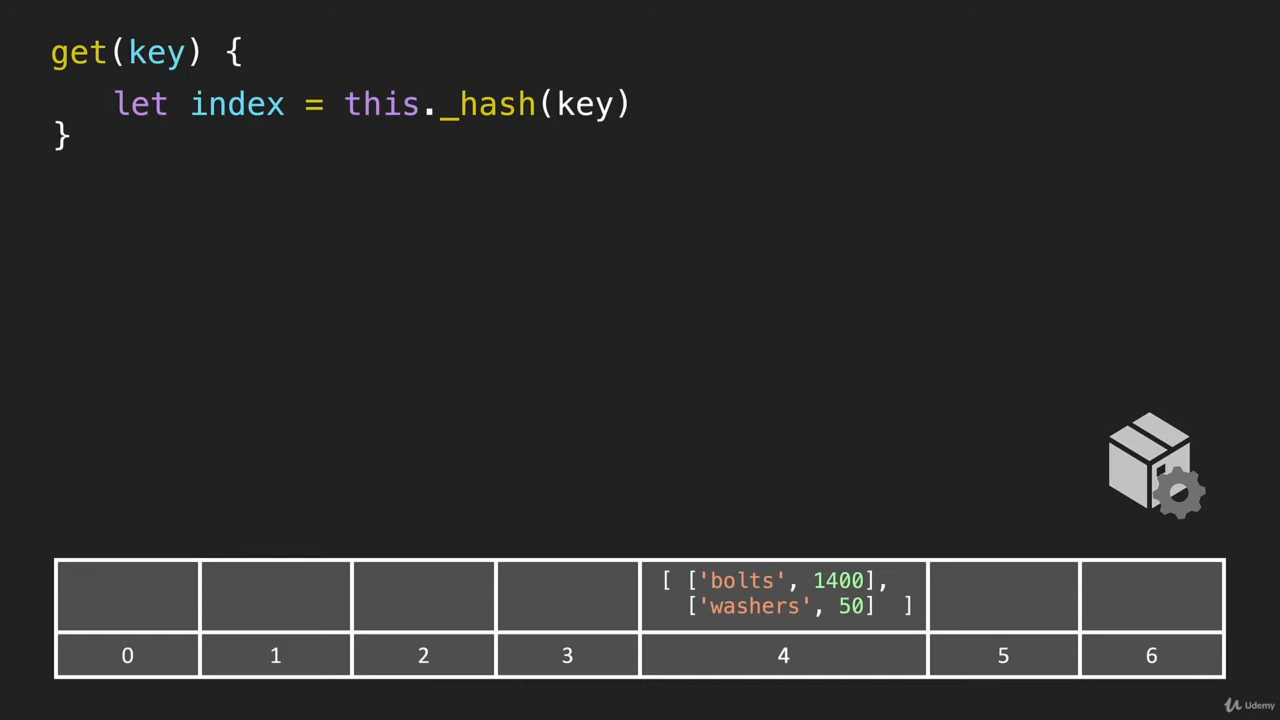 get(key) {
let index = this._hash(key)
}
[ ['bolts', 1400],
['washers', 50] ]
0 1 2 3 4 5 6
Udemy